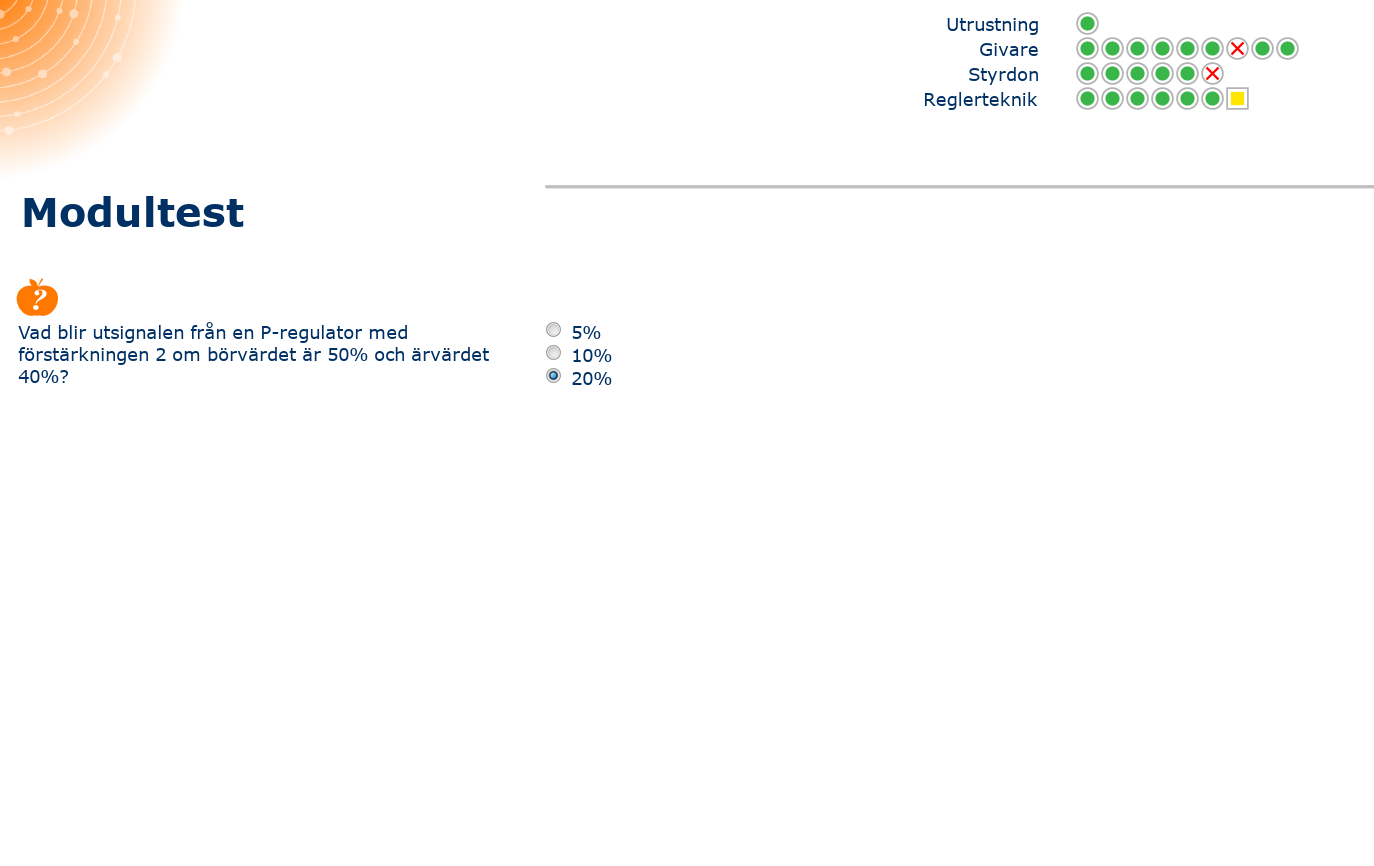 Utrustning
Givare
Styrdon
Reglerteknik
Modultest
?
Vad blir utsignalen från en P-regulator med
förstärkningen 2 om börvärdet är 50% och ärvärdet
40%?
5%
10%
20%